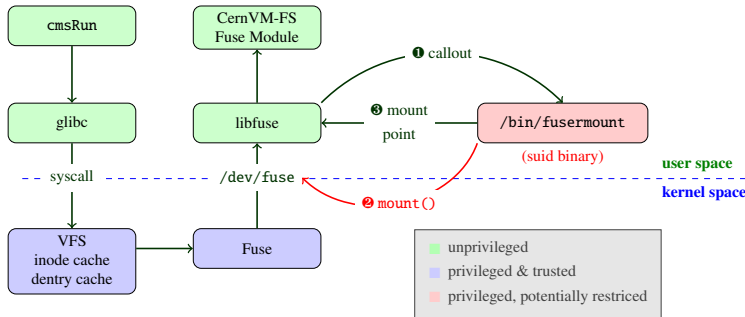 cmsRun
CernVM-FS
Fuse Module
❶ callout
glibc
libfuse
❸ mount
point
/bin/fusermount
(suid binary)
user space
syscall
/dev/fuse
kernel space
❷ mount()
VFS
inode cache
dentry cache
Fuse
unprivileged
privileged & trusted
privileged, potentially restriced